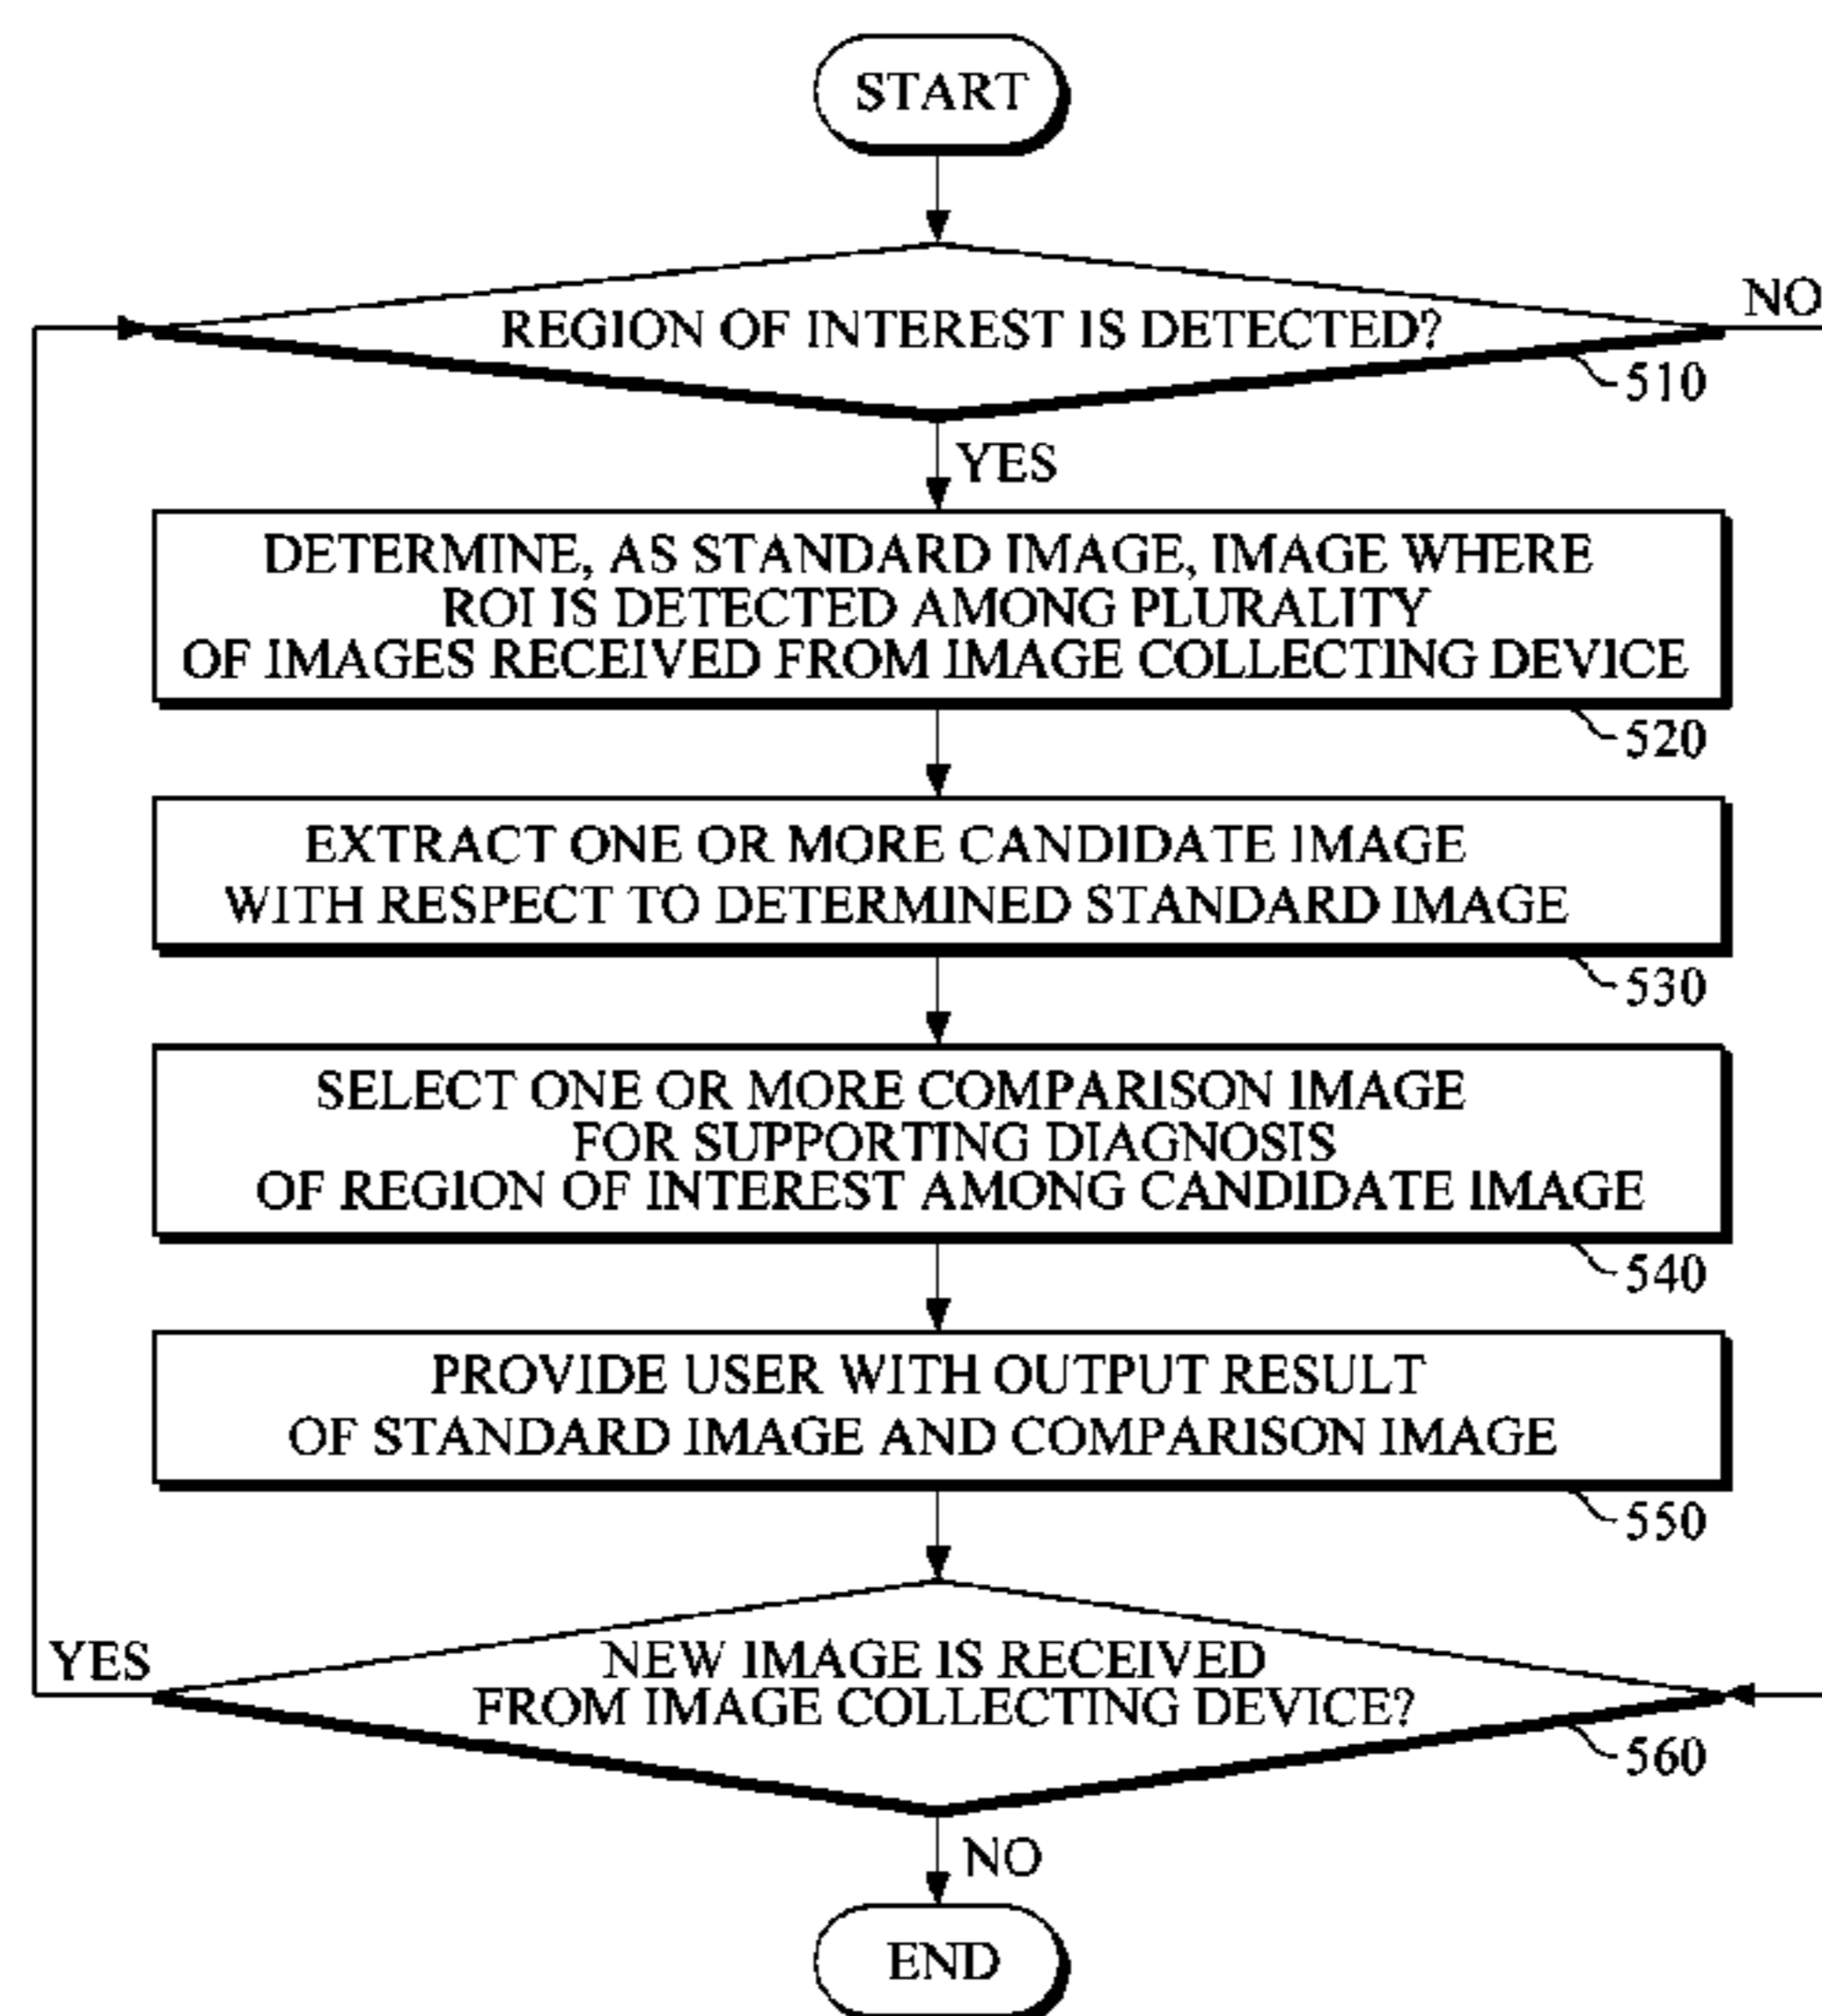 START
REGION OF INTEREST IS DETECTED?
NO
510
YES
DETERMINE, AS STANDARD IMAGE, IMAGE WHERE
ROI IS DETECTED AMONG PLURALITY
OF IMAGES RECEIVED FROM IMAGE COLLECTING DEVICE
520
EXTRACT ONE OR MORE CANDIDATE IMAGE
WITH RESPECT TO DETERMINED STANDARD IMAGE
530
SELECT ONE OR MORE COMPARISON IMAGE
FOR SUPPORTING DIAGNOSIS
OF REGION OF INTEREST AMONG CANDIDATE IMAGE
540
PROVIDE USER WITH OUTPUT RESULT
OF STANDARD IMAGE AND COMPARISON IMAGE
550
YES
NEW IMAGE IS RECEIVED
FROM IMAGE COLLECTING DEVICE?
560
NO
END